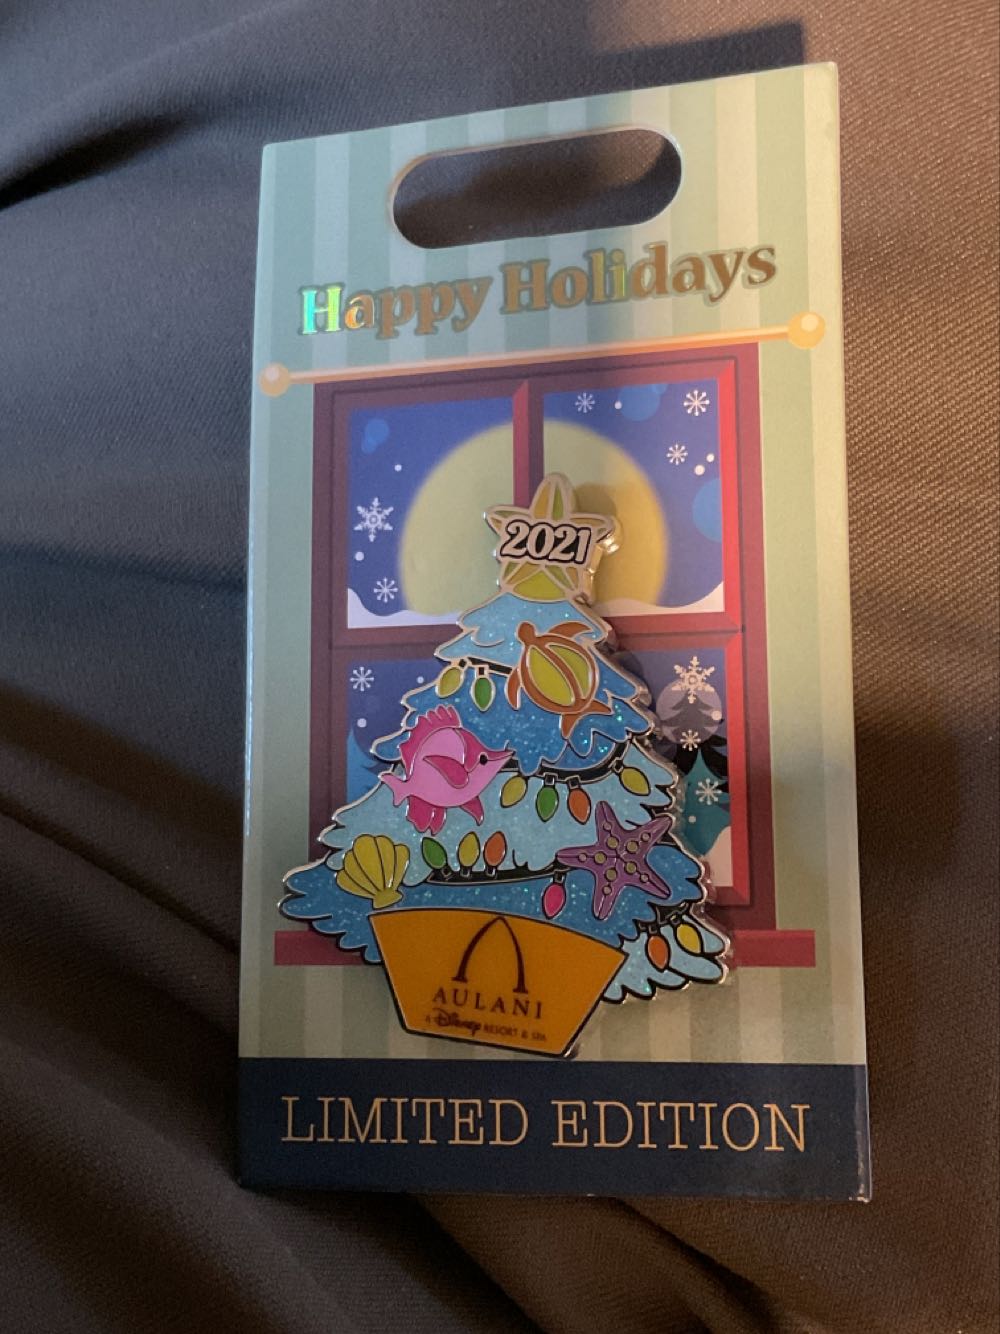 Happy Holidays
2021
AULANI
A Disney RESORT & SPA
LIMITED EDITION